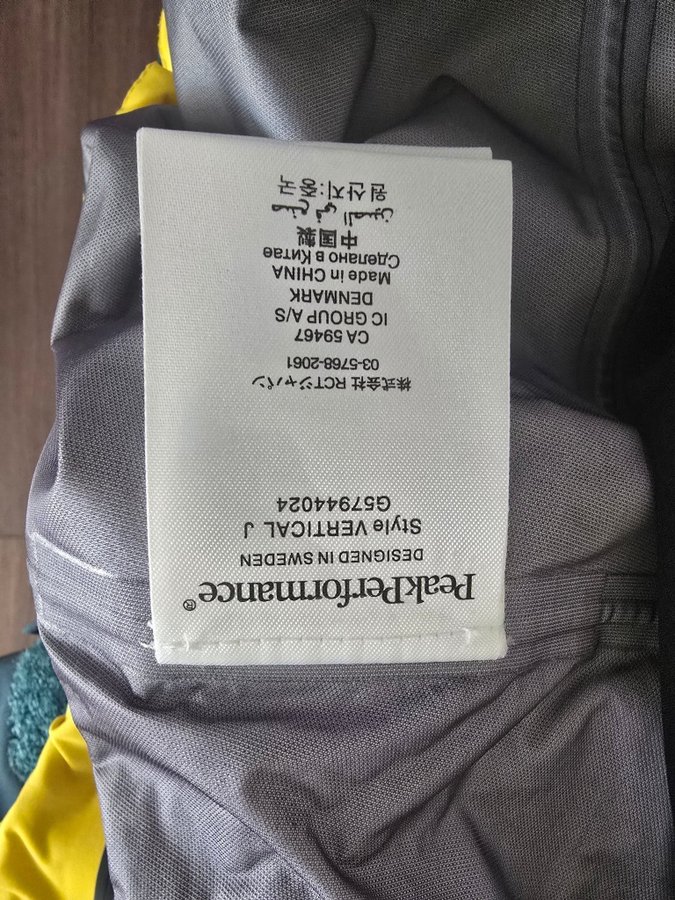 PeakPerformance®
DESIGNED IN SWEDEN
Style VERTICAL J
G57944024
株式会社 RCTジャパン
03-5768-2061
CA 59467
IC GROUP A/S
DENMARK
Made in CHINA
Сделано в Китае
中国製
صنع في الصين
원산지:중국